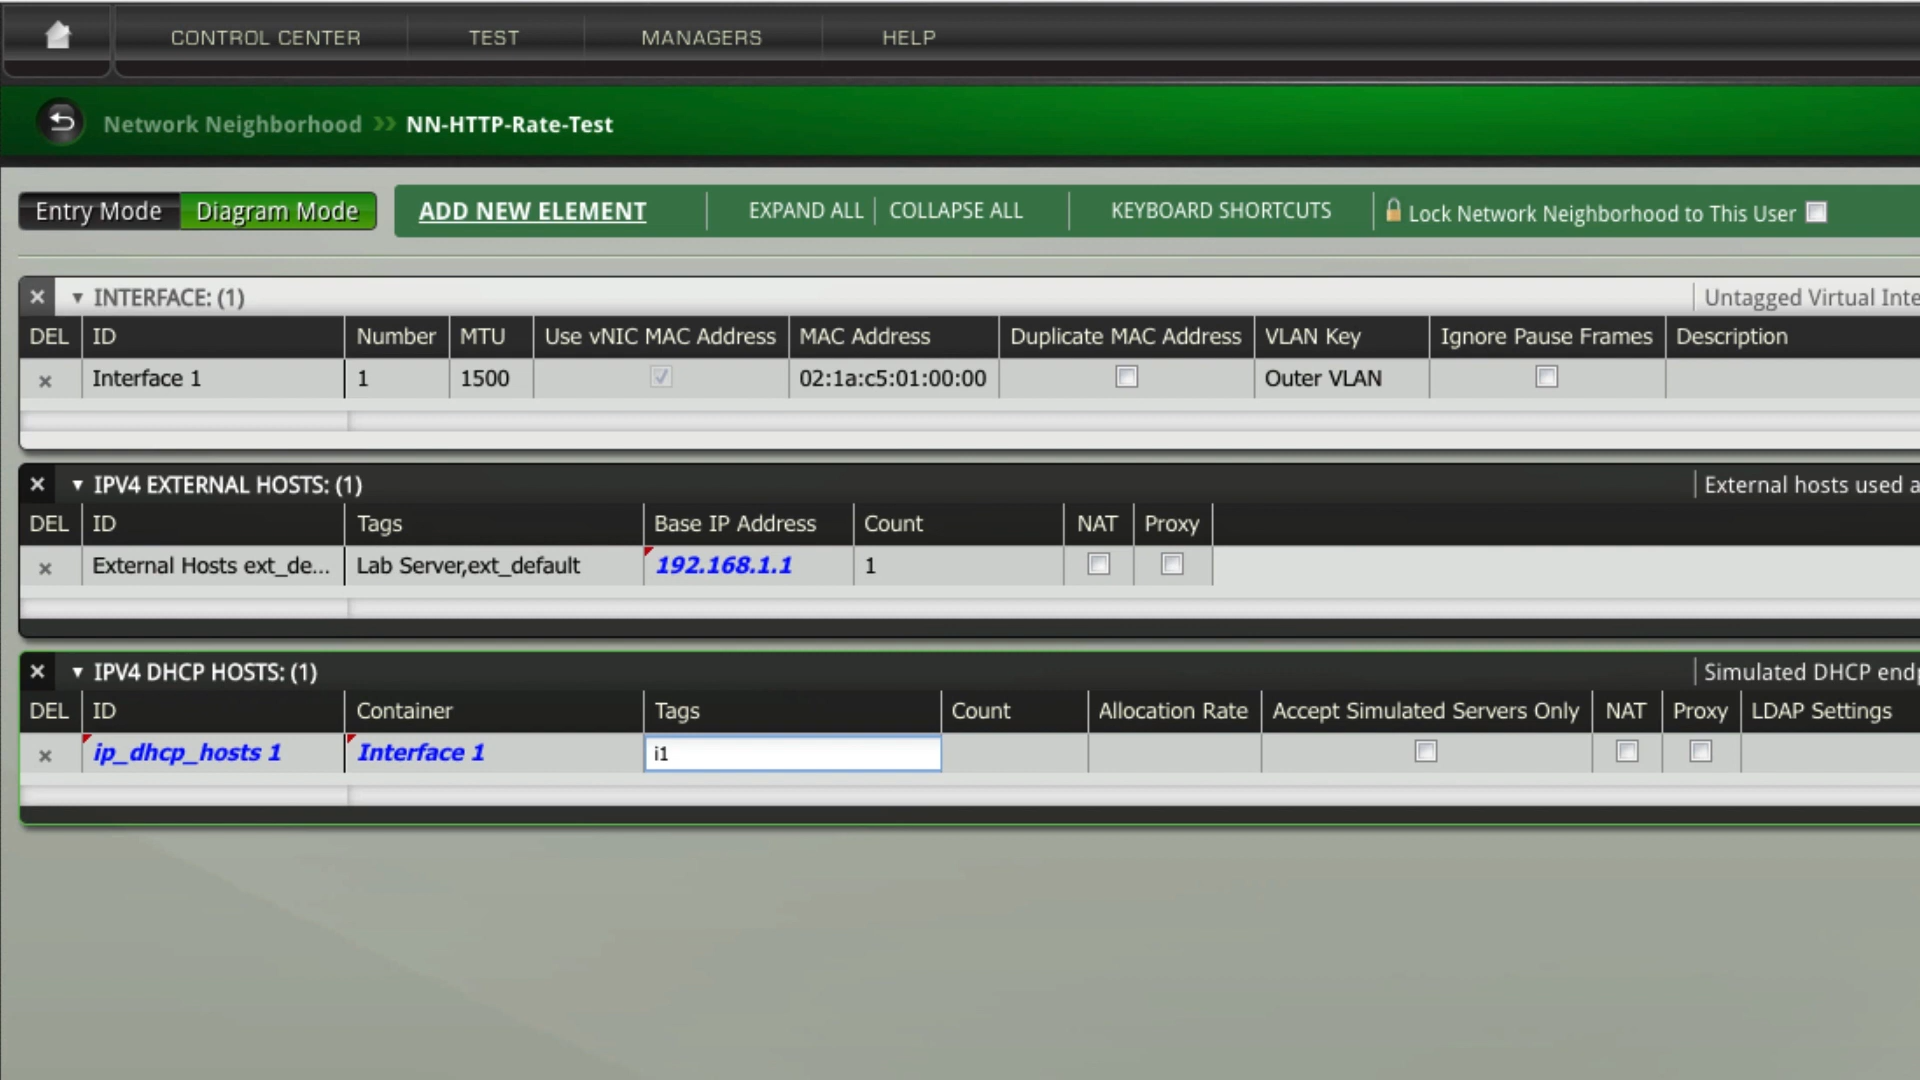 CONTROL CENTER TEST MANAGERS HELP
Network Neighborhood >> NN-HTTP-Rate-Test
Entry Mode Diagram Mode ADD NEW ELEMENT EXPAND ALL COLLAPSE ALL KEYBOARD SHORTCUTS Lock Network Neighborhood to This User
INTERFACE: (1) Untagged Virtual Inte
DEL ID Number MTU Use vNIC MAC Address MAC Address Duplicate MAC Address VLAN Key Ignore Pause Frames Description
Interface 1 1 1500 02:1a:c5:01:00:00 Outer VLAN
IPV4 EXTERNAL HOSTS: (1) External hosts used a
DEL ID Tags Base IP Address Count NAT Proxy
External Hosts ext_de... Lab Server,ext_default 192.168.1.1 1
IPV4 DHCP HOSTS: (1) Simulated DHCP endp
DEL ID Container Tags Count Allocation Rate Accept Simulated Servers Only NAT Proxy LDAP Settings
ip_dhcp_hosts 1 Interface 1 i1